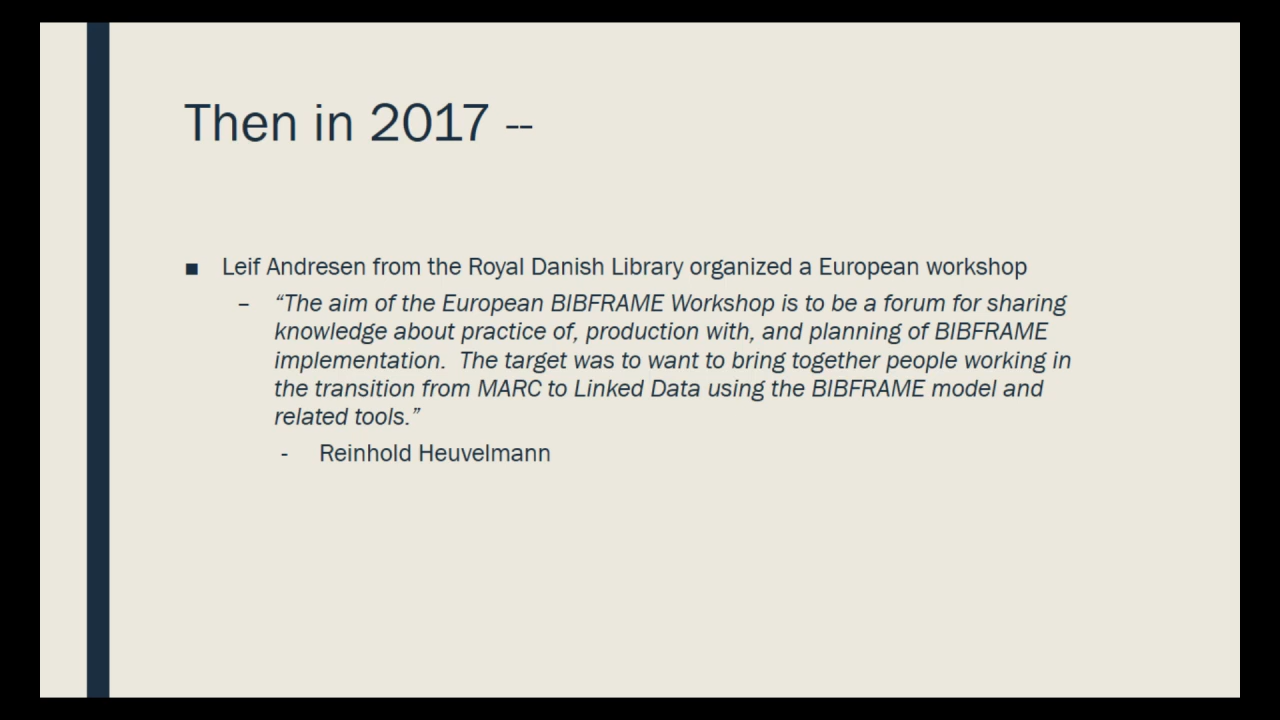 Then in 2017 --
■ Leif Andresen from the Royal Danish Library organized a European workshop
– “The aim of the European BIBFRAME Workshop is to be a forum for sharing
knowledge about practice of, production with, and planning of BIBFRAME
implementation.  The target was to want to bring together people working in
the transition from MARC to Linked Data using the BIBFRAME model and
related tools.”
- Reinhold Heuvelmann